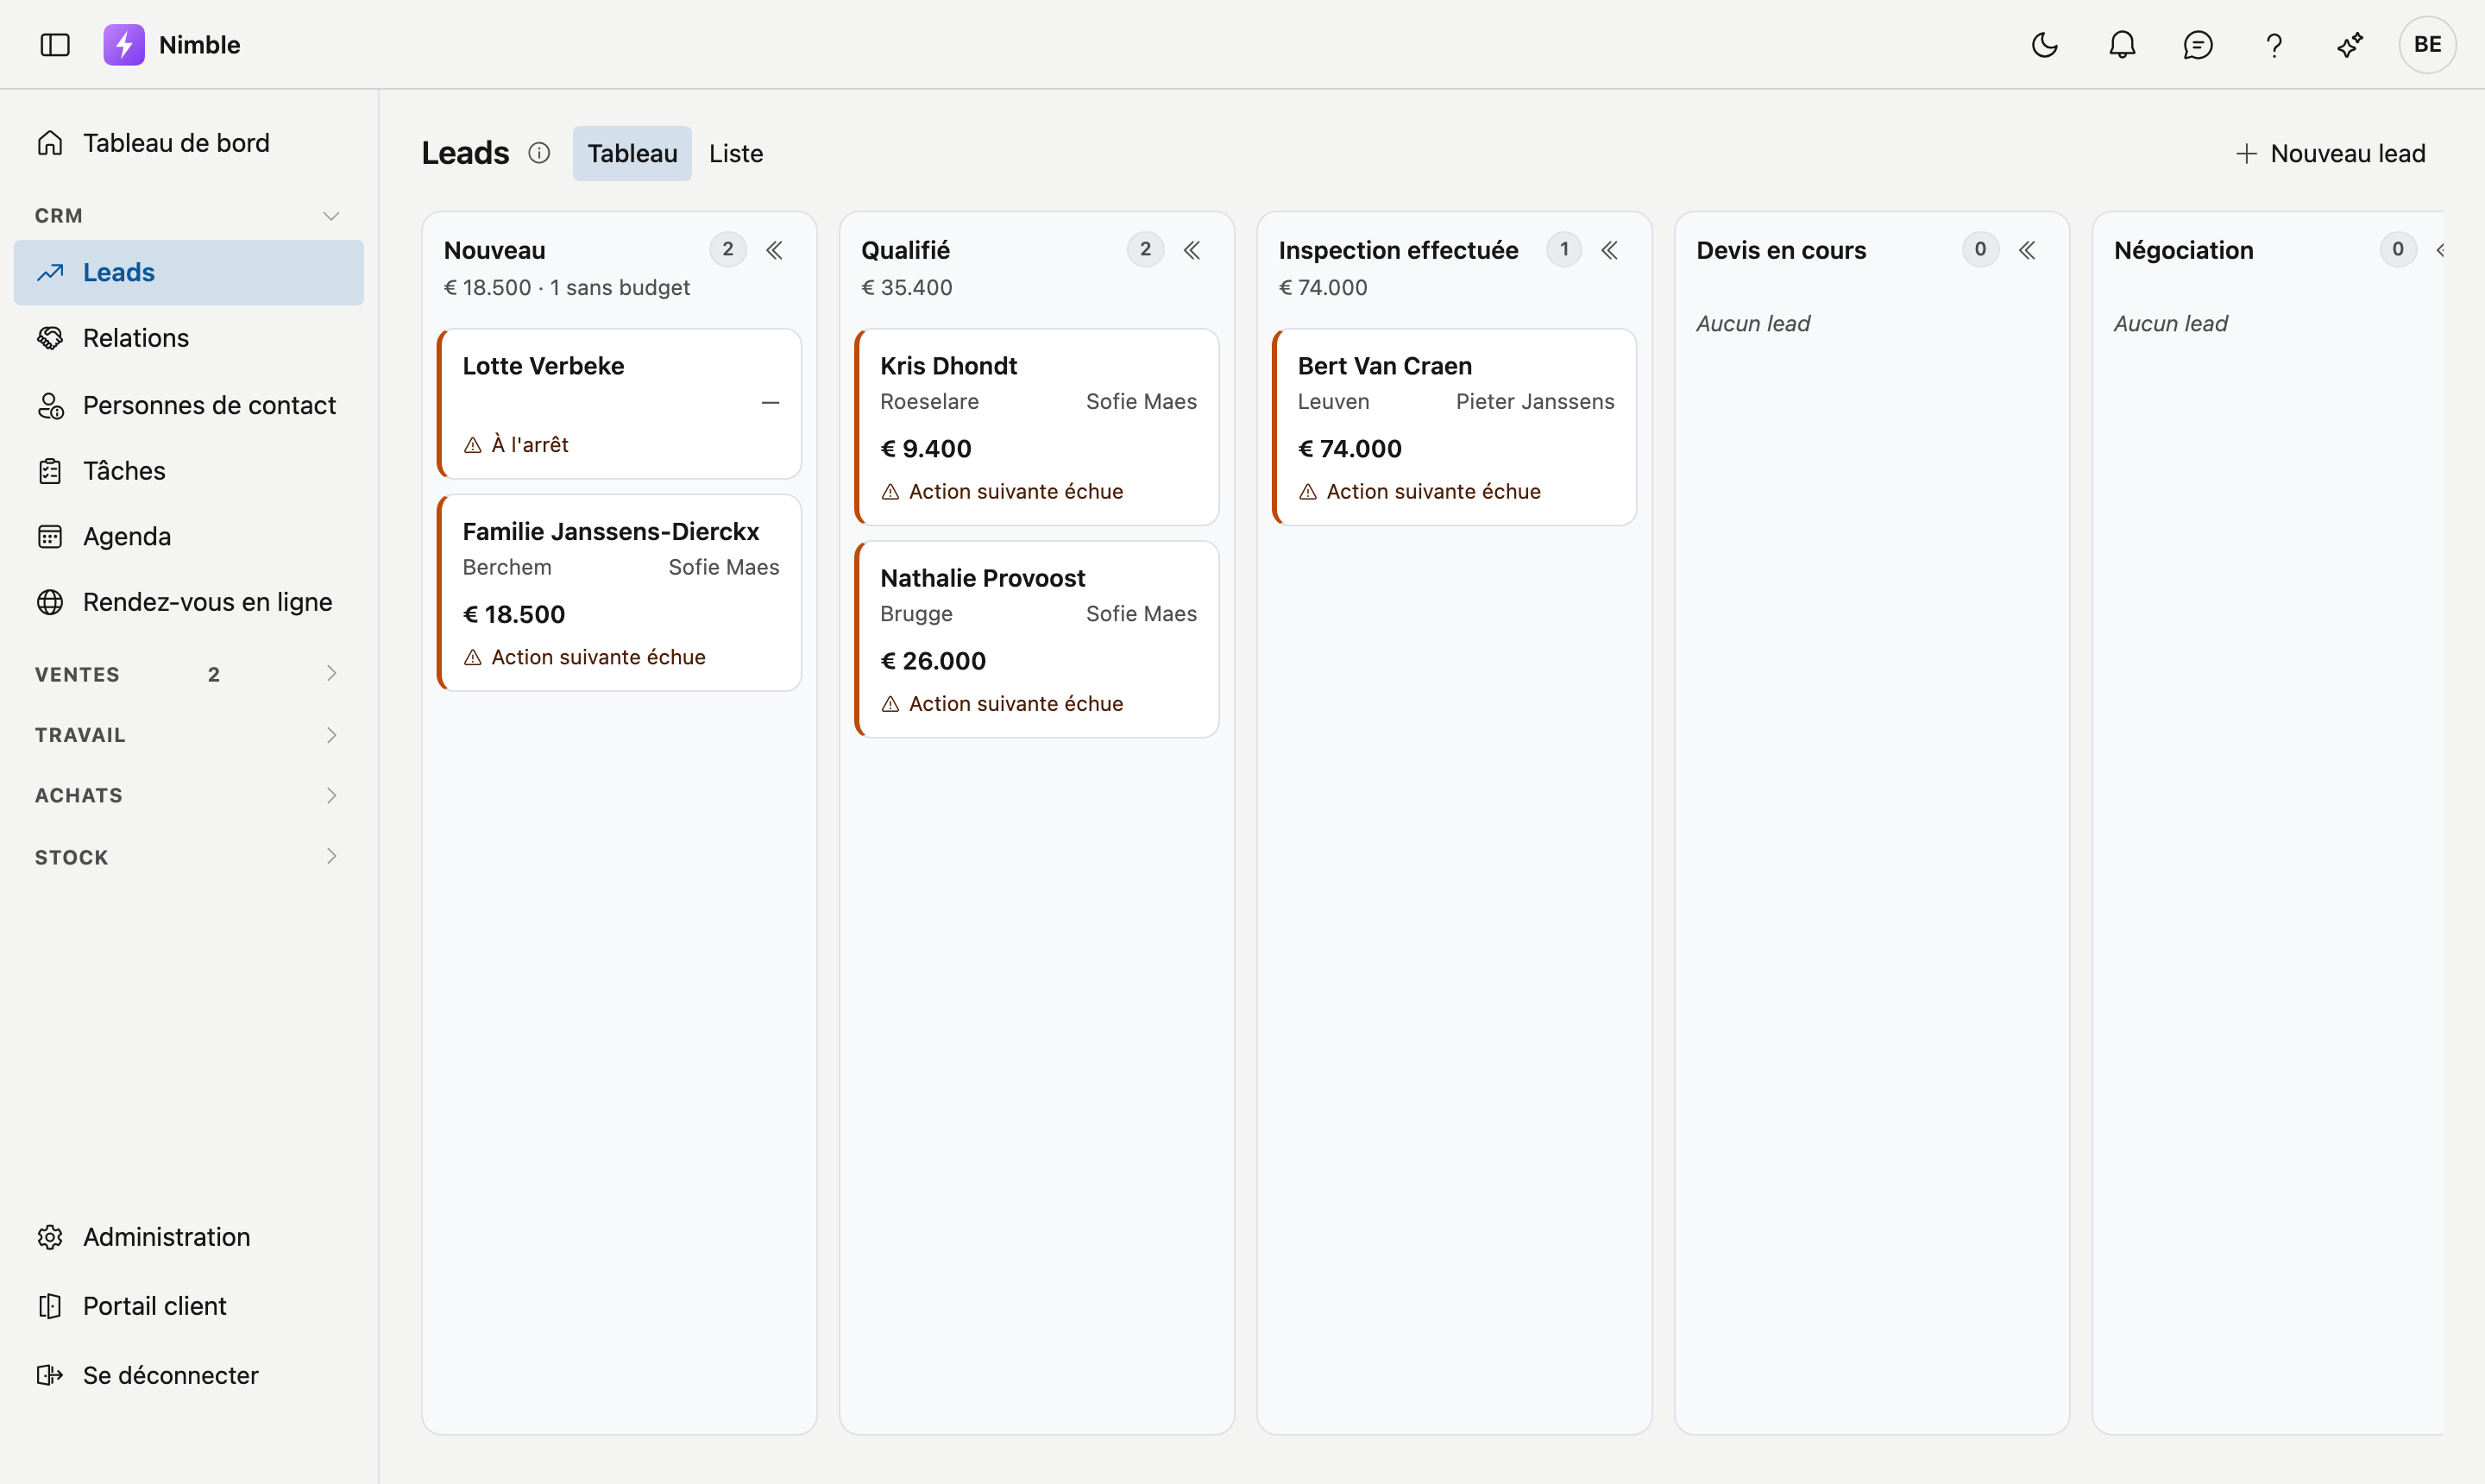 Nimble
BE
Tableau de bord
CRM
Leads
Relations
Personnes de contact
Tâches
Agenda
Rendez-vous en ligne
VENTES 2
TRAVAIL
ACHATS
STOCK
Administration
Portail client
Se déconnecter
Leads Tableau Liste
Nouveau lead
Nouveau 2
€ 18.500 · 1 sans budget
Lotte Verbeke
—
À l'arrêt
Familie Janssens-Dierckx
Berchem Sofie Maes
€ 18.500
Action suivante échue
Qualifié 2
€ 35.400
Kris Dhondt
Roeselare Sofie Maes
€ 9.400
Action suivante échue
Nathalie Provoost
Brugge Sofie Maes
€ 26.000
Action suivante échue
Inspection effectuée 1
€ 74.000
Bert Van Craen
Leuven Pieter Janssens
€ 74.000
Action suivante échue
Devis en cours 0
Aucun lead
Négociation 0
Aucun lead